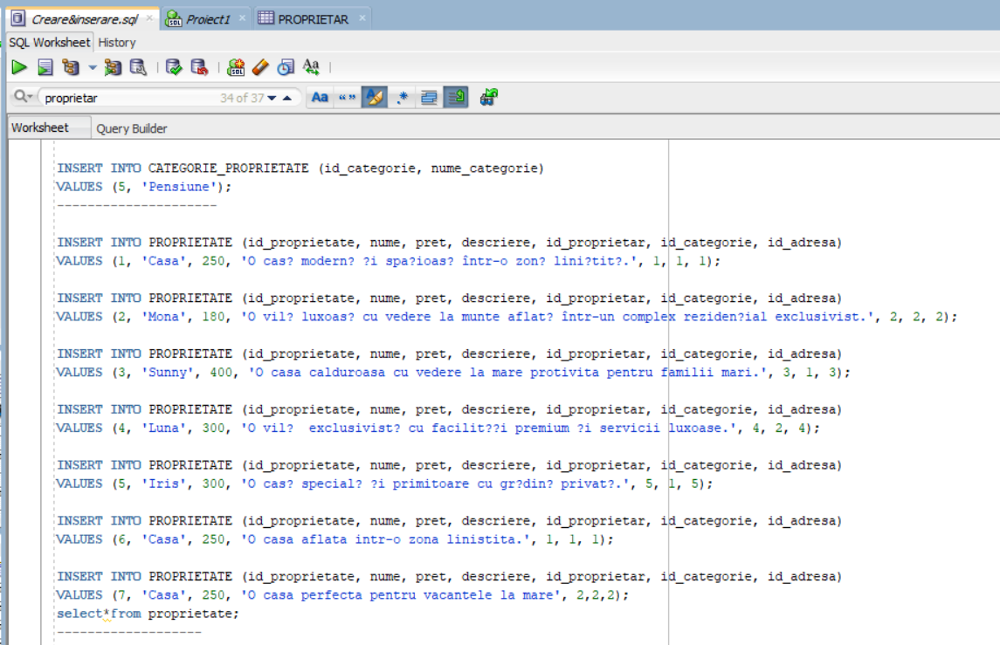 Creare&inserare.sql × Proiect1 × PROPRIETAR ×
SQL Worksheet History
proprietar 34 of 37 Aa “ ” .*
Worksheet Query Builder
INSERT INTO CATEGORIE_PROPRIETATE (id_categorie, nume_categorie)
VALUES (5, 'Pensiune');
---------------------
INSERT INTO PROPRIETATE (id_proprietate, nume, pret, descriere, id_proprietar, id_categorie, id_adresa)
VALUES (1, 'Casa', 250, 'O cas? modern? ?i spa?ioas? într-o zon? lini?tit?.', 1, 1, 1);
INSERT INTO PROPRIETATE (id_proprietate, nume, pret, descriere, id_proprietar, id_categorie, id_adresa)
VALUES (2, 'Mona', 180, 'O vil? luxoas? cu vedere la munte aflat? într-un complex reziden?ial exclusivist.', 2, 2, 2);
INSERT INTO PROPRIETATE (id_proprietate, nume, pret, descriere, id_proprietar, id_categorie, id_adresa)
VALUES (3, 'Sunny', 400, 'O casa calduroasa cu vedere la mare protivita pentru familii mari.', 3, 1, 3);
INSERT INTO PROPRIETATE (id_proprietate, nume, pret, descriere, id_proprietar, id_categorie, id_adresa)
VALUES (4, 'Luna', 300, 'O vil?  exclusivist? cu facilit??i premium ?i servicii luxoase.', 4, 2, 4);
INSERT INTO PROPRIETATE (id_proprietate, nume, pret, descriere, id_proprietar, id_categorie, id_adresa)
VALUES (5, 'Iris', 300, 'O cas? special? ?i primitoare cu gr?din? privat?.', 5, 1, 5);
INSERT INTO PROPRIETATE (id_proprietate, nume, pret, descriere, id_proprietar, id_categorie, id_adresa)
VALUES (6, 'Casa', 250, 'O casa aflata intr-o zona linistita.', 1, 1, 1);
INSERT INTO PROPRIETATE (id_proprietate, nume, pret, descriere, id_proprietar, id_categorie, id_adresa)
VALUES (7, 'Casa', 250, 'O casa perfecta pentru vacantele la mare', 2,2,2);
select*from proprietate;
-------------------